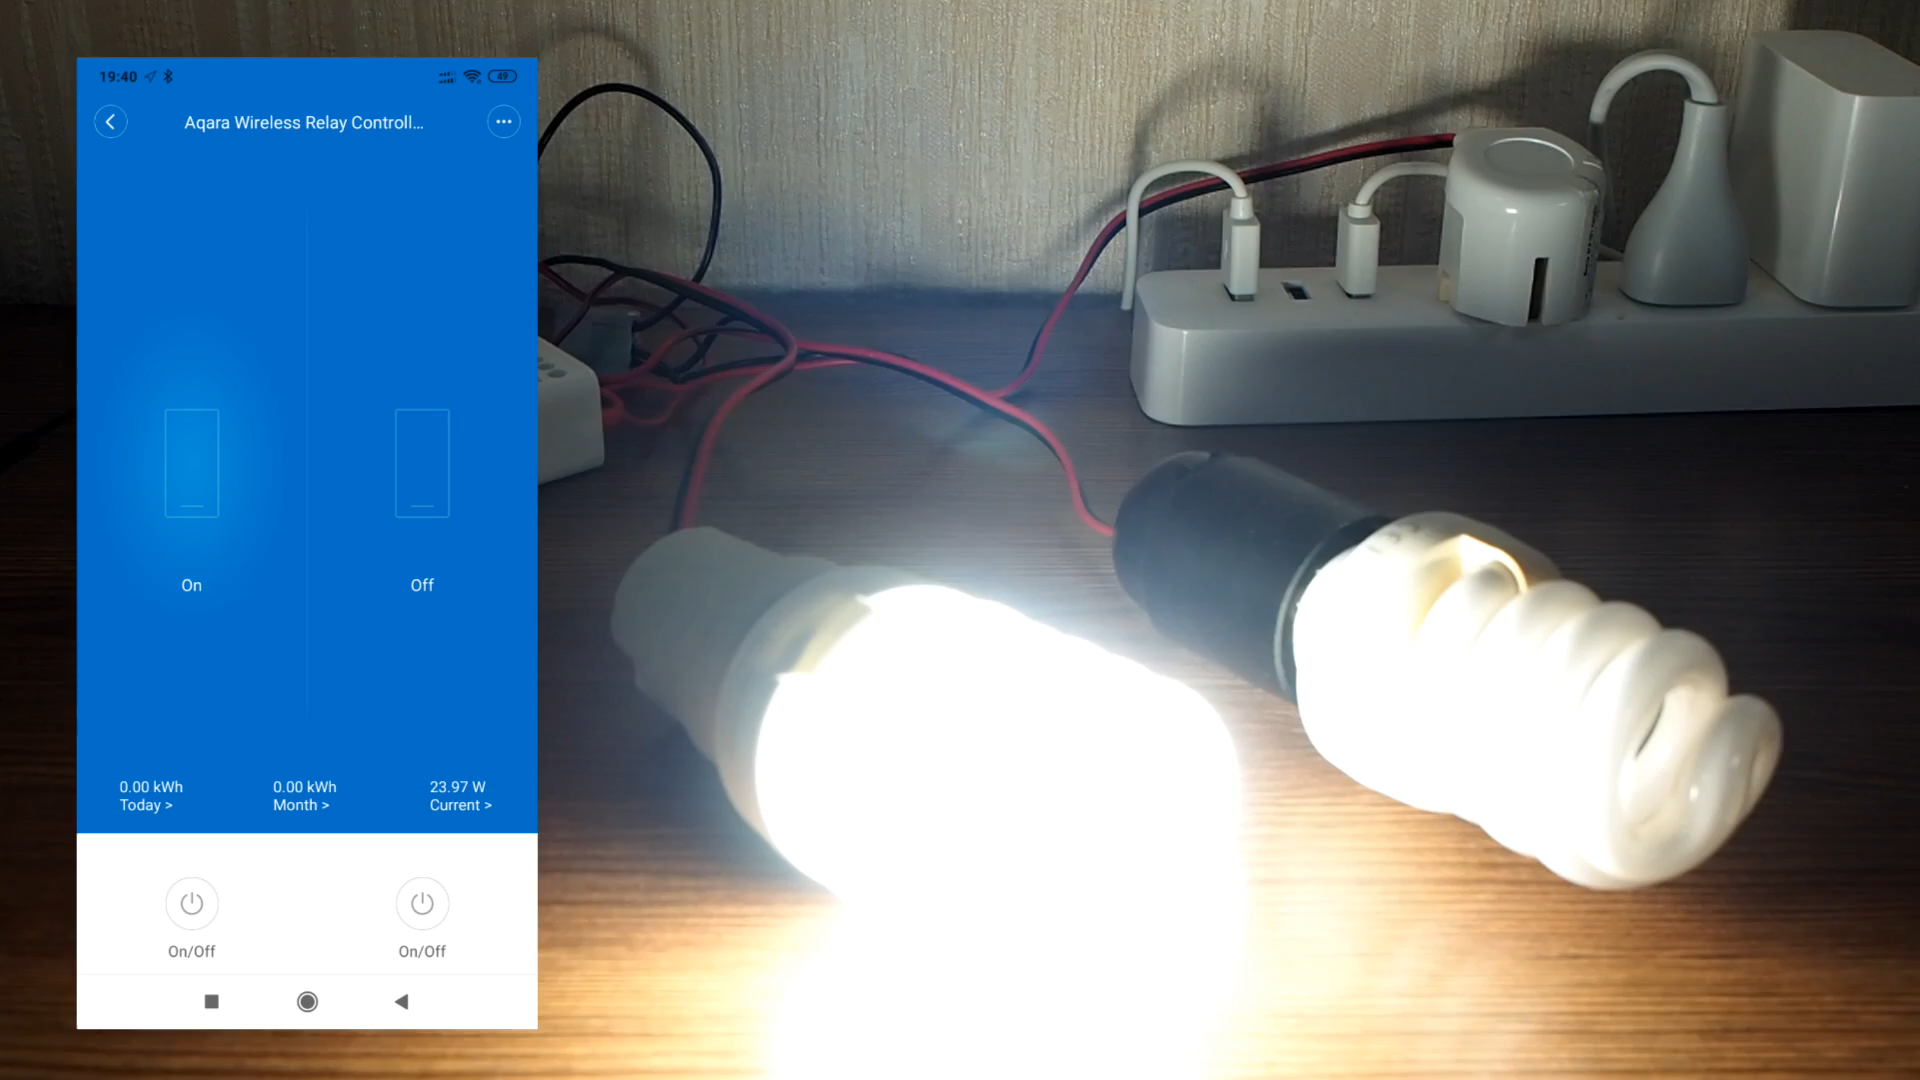 19:40
49
Aqara Wireless Relay Controll...
On
Off
0.00 kWh
Today >
0.00 kWh
Month >
23.97 W
Current >
On/Off
On/Off